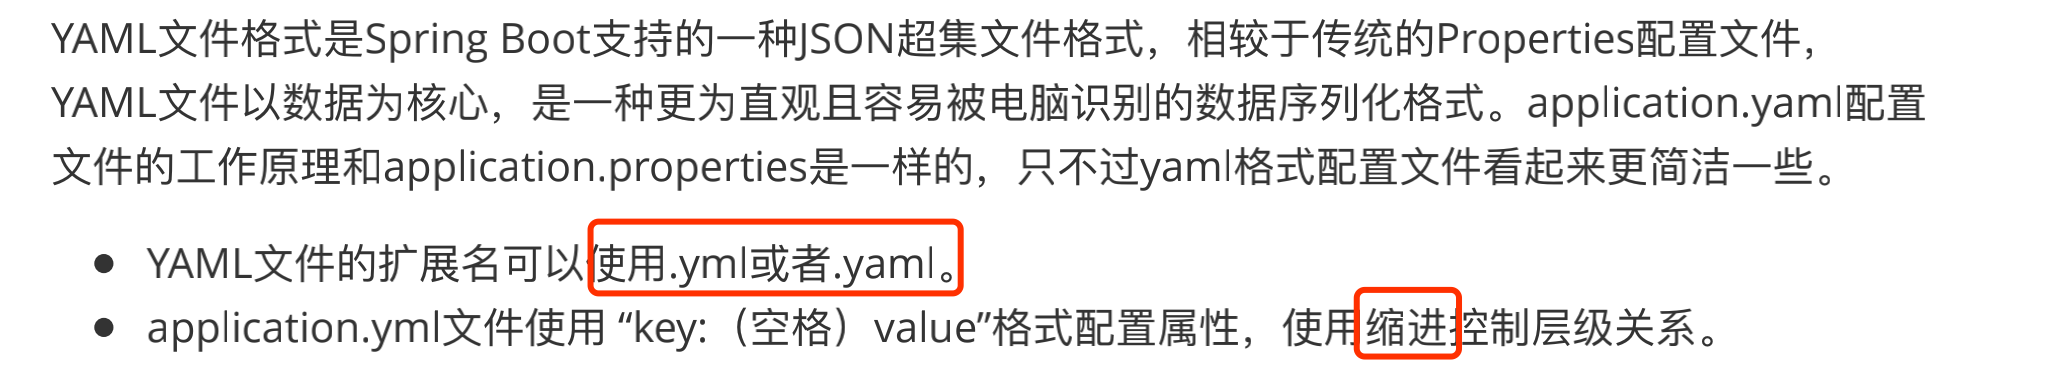 YAML文件格式是Spring Boot支持的一种JSON超集文件格式，相较于传统的Properties配置文件，
YAML文件以数据为核心，是一种更为直观且容易被电脑识别的数据序列化格式。application.yaml配置
文件的工作原理和application.properties是一样的，只不过yaml格式配置文件看起来更简洁一些。
● YAML文件的扩展名可以使用.yml或者.yaml。
● application.yml文件使用 “key:（空格）value”格式配置属性，使用缩进控制层级关系。